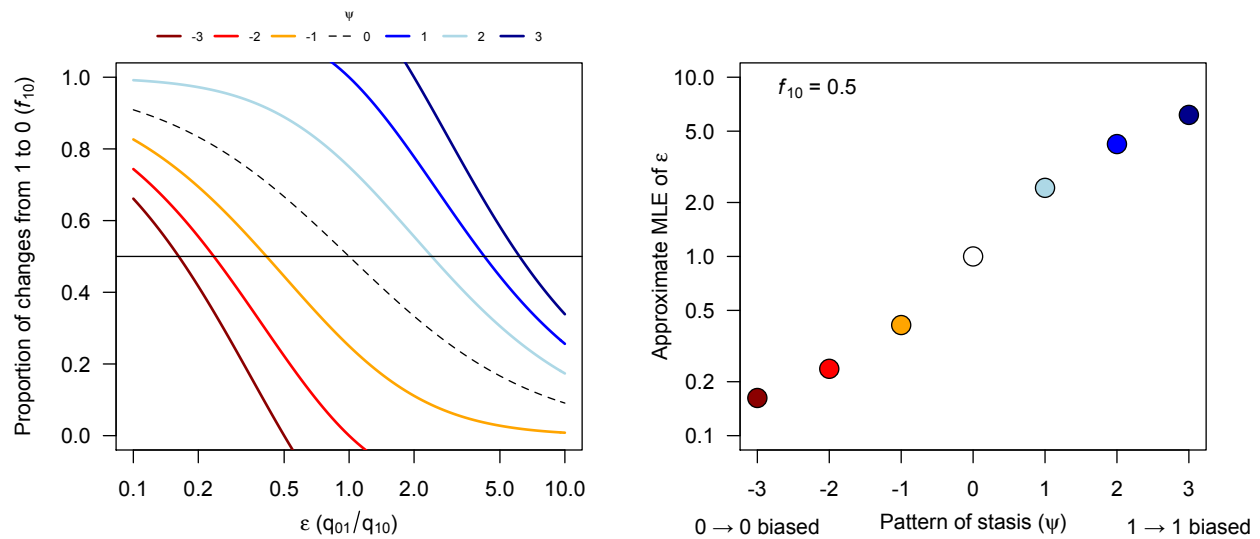 ψ
-3 -2 -1 0 1 2 3
Proportion of changes from 1 to 0 (f10)
1.0
0.8
0.6
0.4
0.2
0.0
0.1 0.2 0.5 1.0 2.0 5.0 10.0
ε (q01/q10)
f10 = 0.5
Approximate MLE of ε
10.0
5.0
2.0
1.0
0.5
0.2
0.1
-3 -2 -1 0 1 2 3
0 → 0 biased Pattern of stasis (ψ) 1 → 1 biased